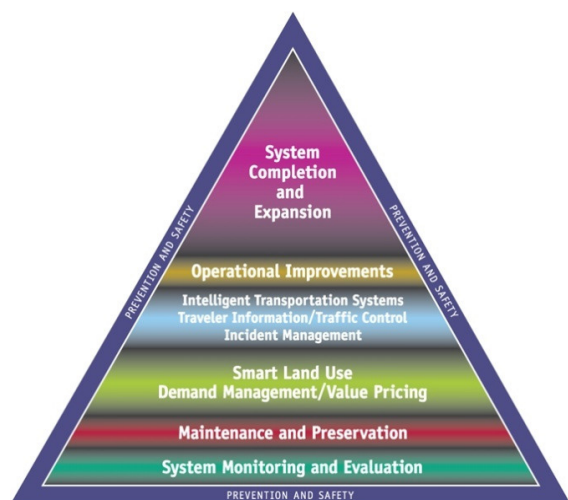 System
Completion
and
Expansion
PREVENTION AND SAFETY
PREVENTION AND SAFETY
Operational Improvements
Intelligent Transportation Systems
Traveler Information/Traffic Control
Incident Management
Smart Land Use
Demand Management/Value Pricing
Maintenance and Preservation
System Monitoring and Evaluation
PREVENTION AND SAFETY